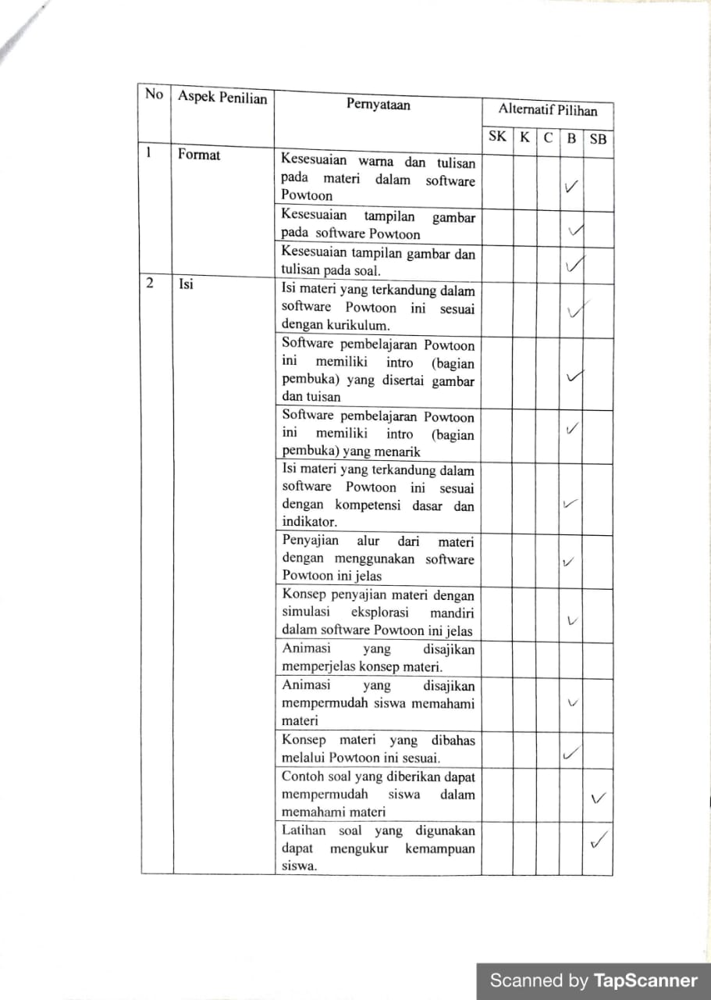 No Aspek Penilian Pernyataan Alternatif Pilihan
SK K C B SB
1 Format Kesesuaian warna dan tulisan
pada materi dalam software
Powtoon ✓
Kesesuaian tampilan gambar
pada software Powtoon ✓
Kesesuaian tampilan gambar dan
tulisan pada soal. ✓
2 Isi Isi materi yang terkandung dalam
software Powtoon ini sesuai
dengan kurikulum. ✓
Software pembelajaran Powtoon
ini memiliki intro (bagian
pembuka) yang disertai gambar
dan tuisan ✓
Software pembelajaran Powtoon
ini memiliki intro (bagian
pembuka) yang menarik ✓
Isi materi yang terkandung dalam
software Powtoon ini sesuai
dengan kompetensi dasar dan
indikator. ✓
Penyajian alur dari materi
dengan menggunakan software
Powtoon ini jelas ✓
Konsep penyajian materi dengan
simulasi eksplorasi mandiri
dalam software Powtoon ini jelas ✓
Animasi yang disajikan
memperjelas konsep materi.
Animasi yang disajikan
mempermudah siswa memahami
materi ✓
Konsep materi yang dibahas
melalui Powtoon ini sesuai. ✓
Contoh soal yang diberikan dapat
mempermudah siswa dalam
memahami materi ✓
Latihan soal yang digunakan
dapat mengukur kemampuan
siswa. ✓
Scanned by TapScanner